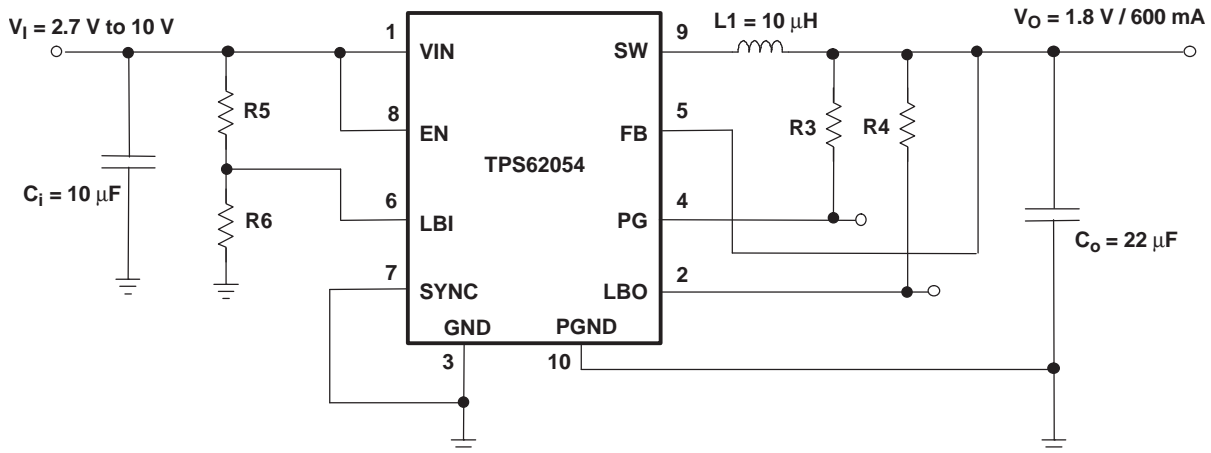 V_I = 2.7 V to 10 V
L1 = 10 μH
V_O = 1.8 V / 600 mA
1
VIN
SW
9
R5
8
EN
FB
5
R3
R4
TPS62054
C_i = 10 μF
R6
6
LBI
PG
4
C_o = 22 μF
7
SYNC
LBO
2
GND
PGND
3
10